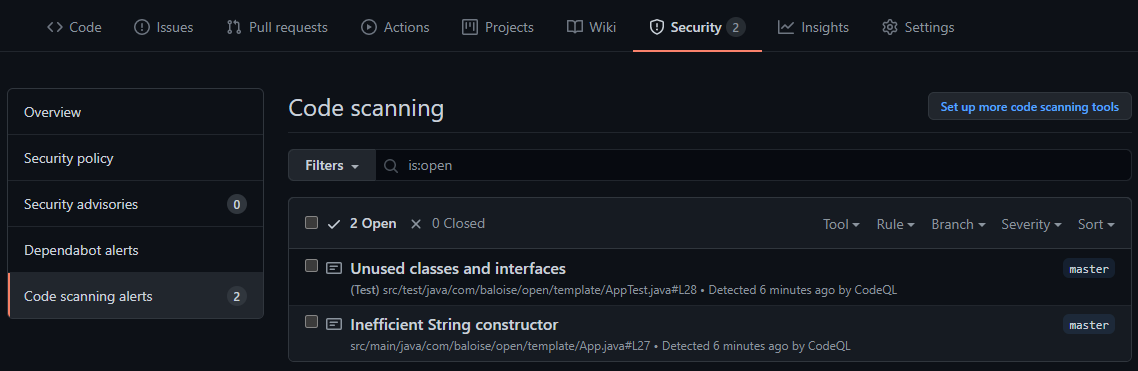 Code Issues Pull requests Actions Projects Wiki Security 2 Insights Settings
Overview
Security policy
Security advisories 0
Dependabot alerts
Code scanning alerts 2
Code scanning Set up more code scanning tools
Filters is:open
2 Open 0 Closed Tool Rule Branch Severity Sort
Unused classes and interfaces master
(Test) src/test/java/com/baloise/open/template/AppTest.java#L28 • Detected 6 minutes ago by CodeQL
Inefficient String constructor master
src/main/java/com/baloise/open/template/App.java#L27 • Detected 6 minutes ago by CodeQL